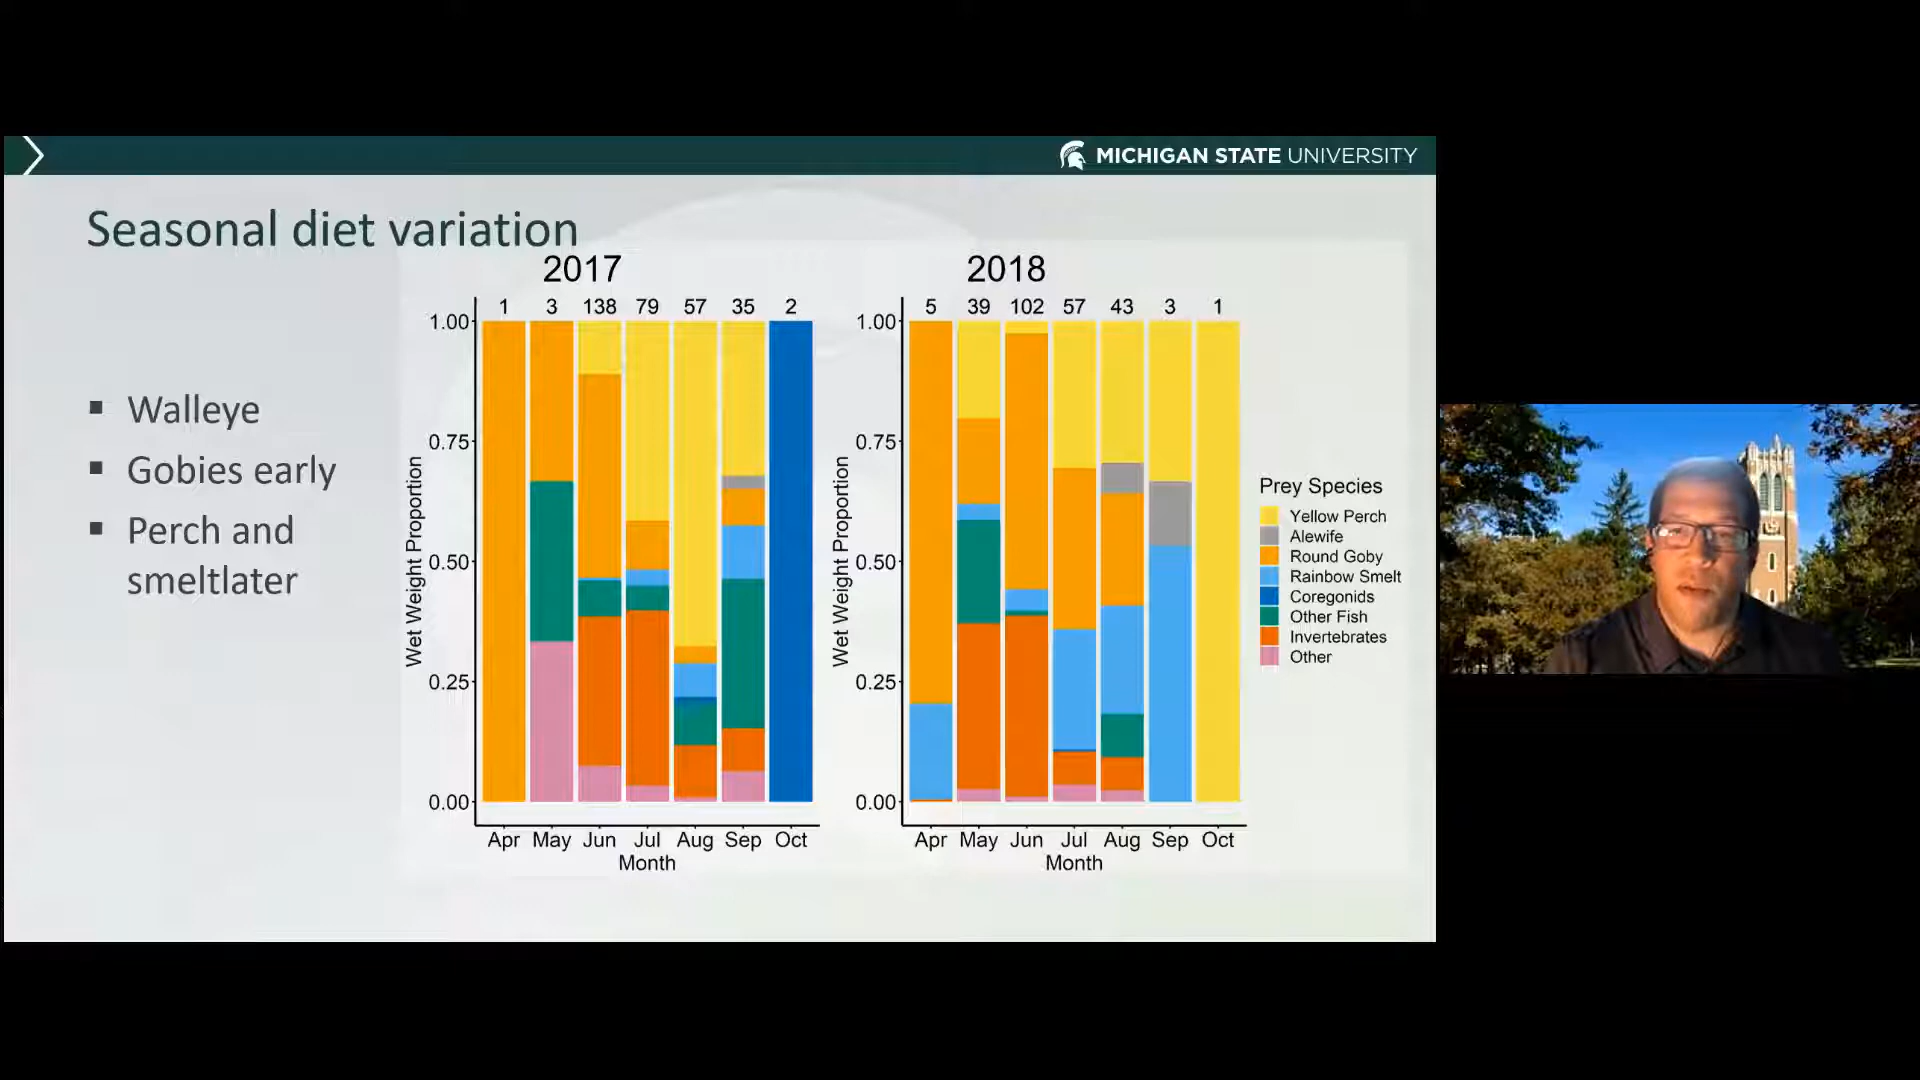 MICHIGAN STATE UNIVERSITY
Seasonal diet variation
▪ Walleye
▪ Gobies early
▪ Perch and
smeltlater
2017
1 3 138 79 57 35 2
Wet Weight Proportion
1.00
0.75
0.50
0.25
0.00
Apr May Jun Jul Aug Sep Oct
Month
2018
5 39 102 57 43 3 1
Wet Weight Proportion
1.00
0.75
0.50
0.25
0.00
Apr May Jun Jul Aug Sep Oct
Month
Prey Species
Yellow Perch
Alewife
Round Goby
Rainbow Smelt
Coregonids
Other Fish
Invertebrates
Other